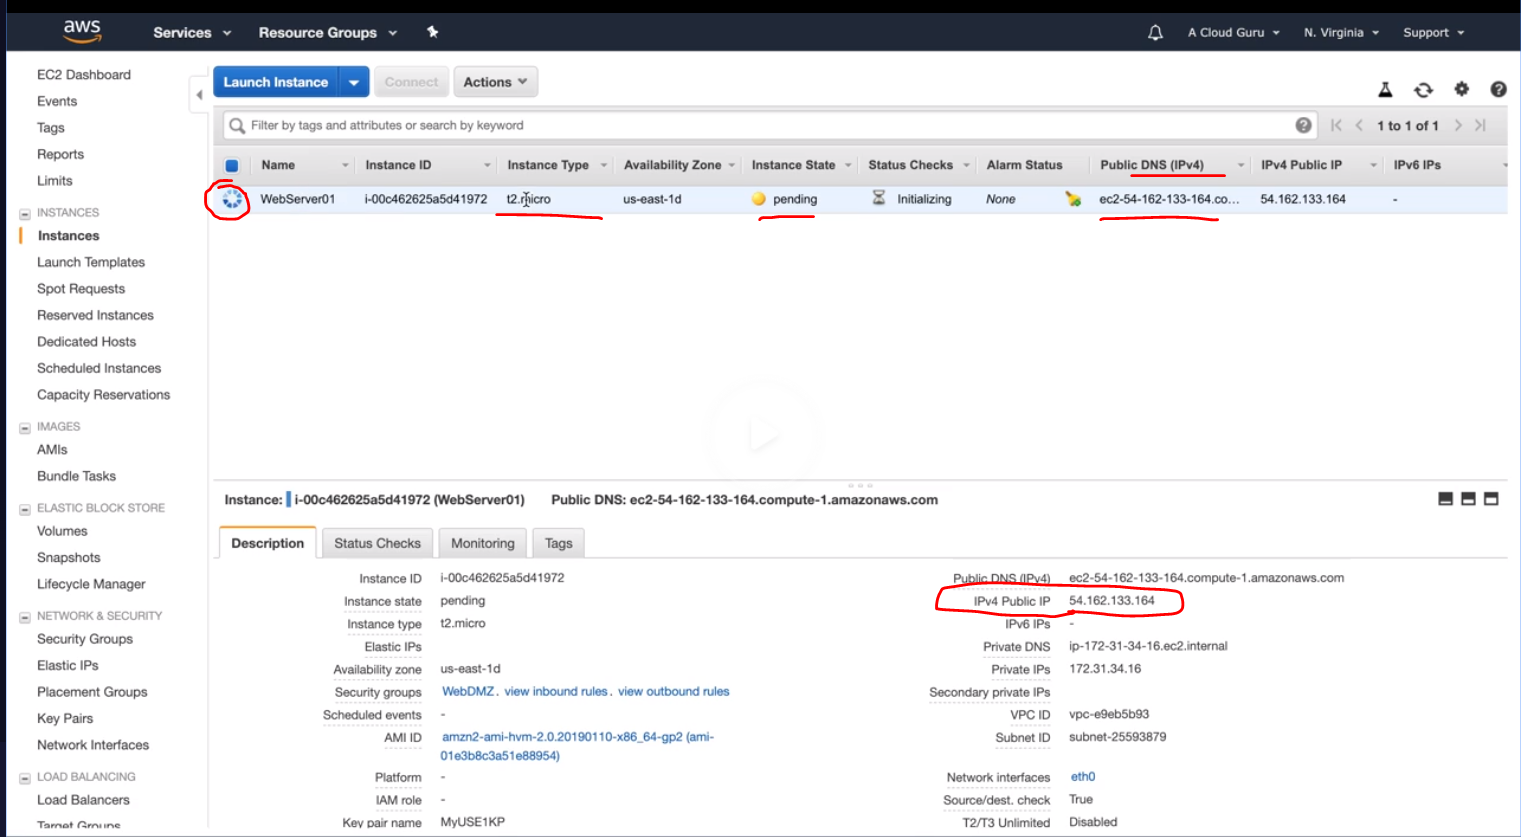 aws Services Resource Groups A Cloud Guru N. Virginia Support
EC2 Dashboard
Events
Tags
Reports
Limits
INSTANCES
Instances
Launch Templates
Spot Requests
Reserved Instances
Dedicated Hosts
Scheduled Instances
Capacity Reservations
IMAGES
AMIs
Bundle Tasks
ELASTIC BLOCK STORE
Volumes
Snapshots
Lifecycle Manager
NETWORK & SECURITY
Security Groups
Elastic IPs
Placement Groups
Key Pairs
Network Interfaces
LOAD BALANCING
Load Balancers
Target Groups
Launch Instance Connect Actions
Filter by tags and attributes or search by keyword 1 to 1 of 1
Name Instance ID Instance Type Availability Zone Instance State Status Checks Alarm Status Public DNS (IPv4) IPv4 Public IP IPv6 IPs
WebServer01 i-00c462625a5d41972 t2.micro us-east-1d pending Initializing None ec2-54-162-133-164.co... 54.162.133.164 -
Instance: i-00c462625a5d41972 (WebServer01) Public DNS: ec2-54-162-133-164.compute-1.amazonaws.com
Description Status Checks Monitoring Tags
Instance ID i-00c462625a5d41972
Instance state pending
Instance type t2.micro
Elastic IPs
Availability zone us-east-1d
Security groups WebDMZ. view inbound rules. view outbound rules
Scheduled events -
AMI ID amzn2-ami-hvm-2.0.20190110-x86_64-gp2 (ami-
01e3b8c3a51e88954)
Platform -
IAM role -
Key pair name MyUSE1KP
Public DNS (IPv4) ec2-54-162-133-164.compute-1.amazonaws.com
IPv4 Public IP 54.162.133.164
IPv6 IPs -
Private DNS ip-172-31-34-16.ec2.internal
Private IPs 172.31.34.16
Secondary private IPs
VPC ID vpc-e9eb5b93
Subnet ID subnet-25593879
Network interfaces eth0
Source/dest. check True
T2/T3 Unlimited Disabled